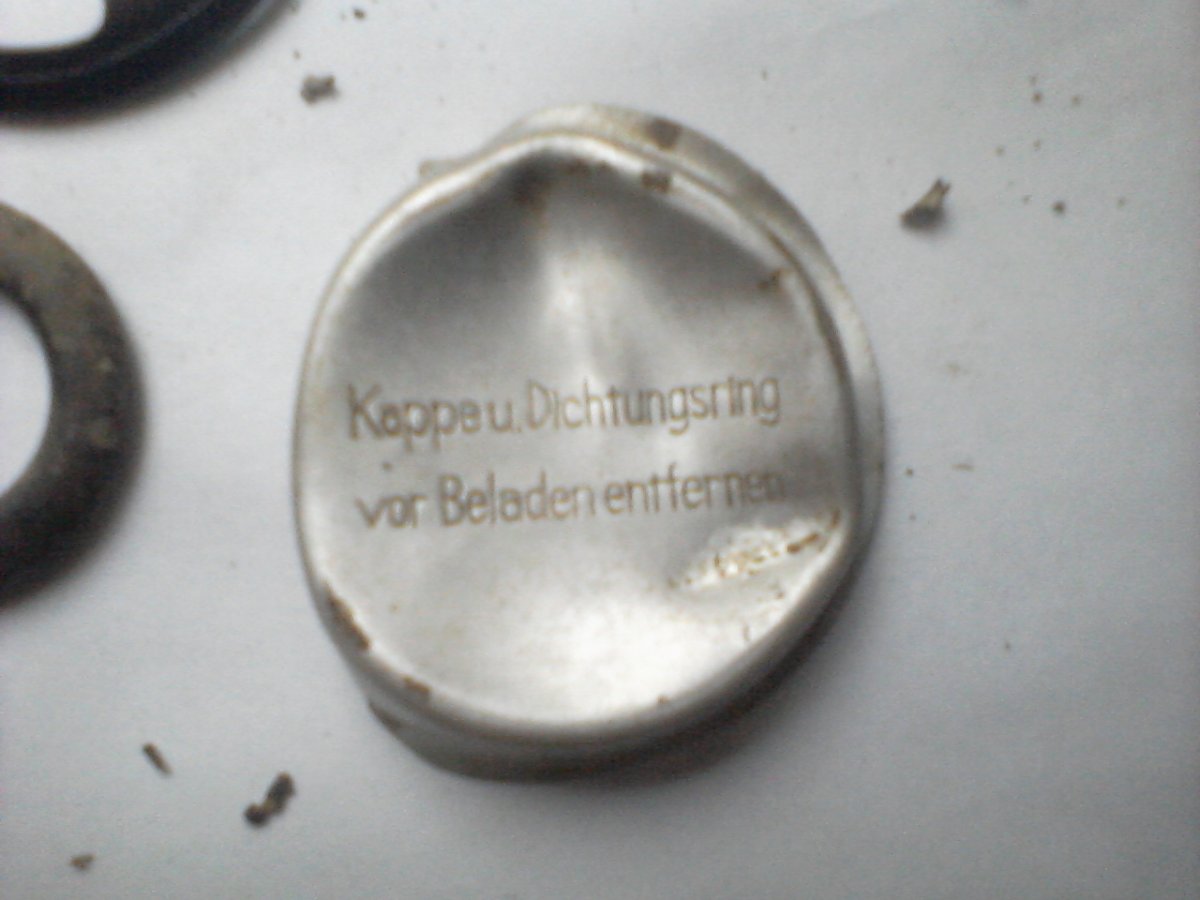 Kappe u. Dichtungsring
vor Beladen entfernen